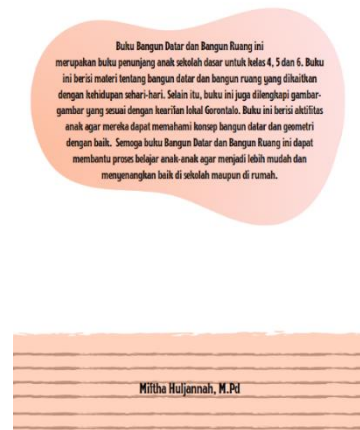 Buku Bangun Datar dan Bangun Ruang ini
merupakan buku penunjang anak sekolah dasar untuk kelas 4, 5 dan 6. Buku
ini berisi materi tentang bangun datar dan bangun ruang yang dikaitkan
dengan kehidupan sehari-hari. Selain itu, buku ini juga dilengkapi gambar-
gambar yang sesuai dengan kearifan lokal Gorontalo. Buku ini berisi aktifitas
anak agar mereka dapat memahami konsep bangun datar dan geometri
dengan baik. Semoga buku Bangun Datar dan Bangun Ruang ini dapat
membantu proses belajar anak-anak agar menjadi lebih mudah dan
menyenangkan baik di sekolah maupun di rumah.
Miftha Huljannah, M.Pd